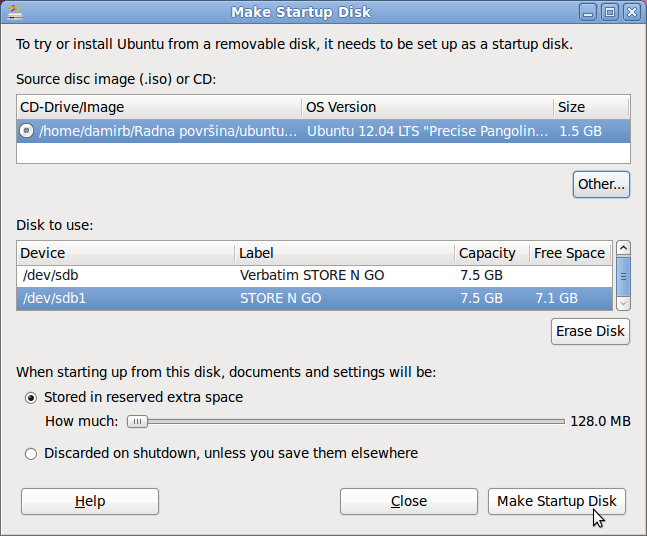 Make Startup Disk
To try or install Ubuntu from a removable disk, it needs to be set up as a startup disk.
Source disc image (.iso) or CD:
CD-Drive/Image OS Version Size
/home/damirb/Radna površina/ubuntu... Ubuntu 12.04 LTS "Precise Pangolin... 1.5 GB
Other...
Disk to use:
Device Label Capacity Free Space
/dev/sdb Verbatim STORE N GO 7.5 GB
/dev/sdb1 STORE N GO 7.5 GB 7.1 GB
Erase Disk
When starting up from this disk, documents and settings will be:
Stored in reserved extra space
How much: 128.0 MB
Discarded on shutdown, unless you save them elsewhere
Help Close Make Startup Disk